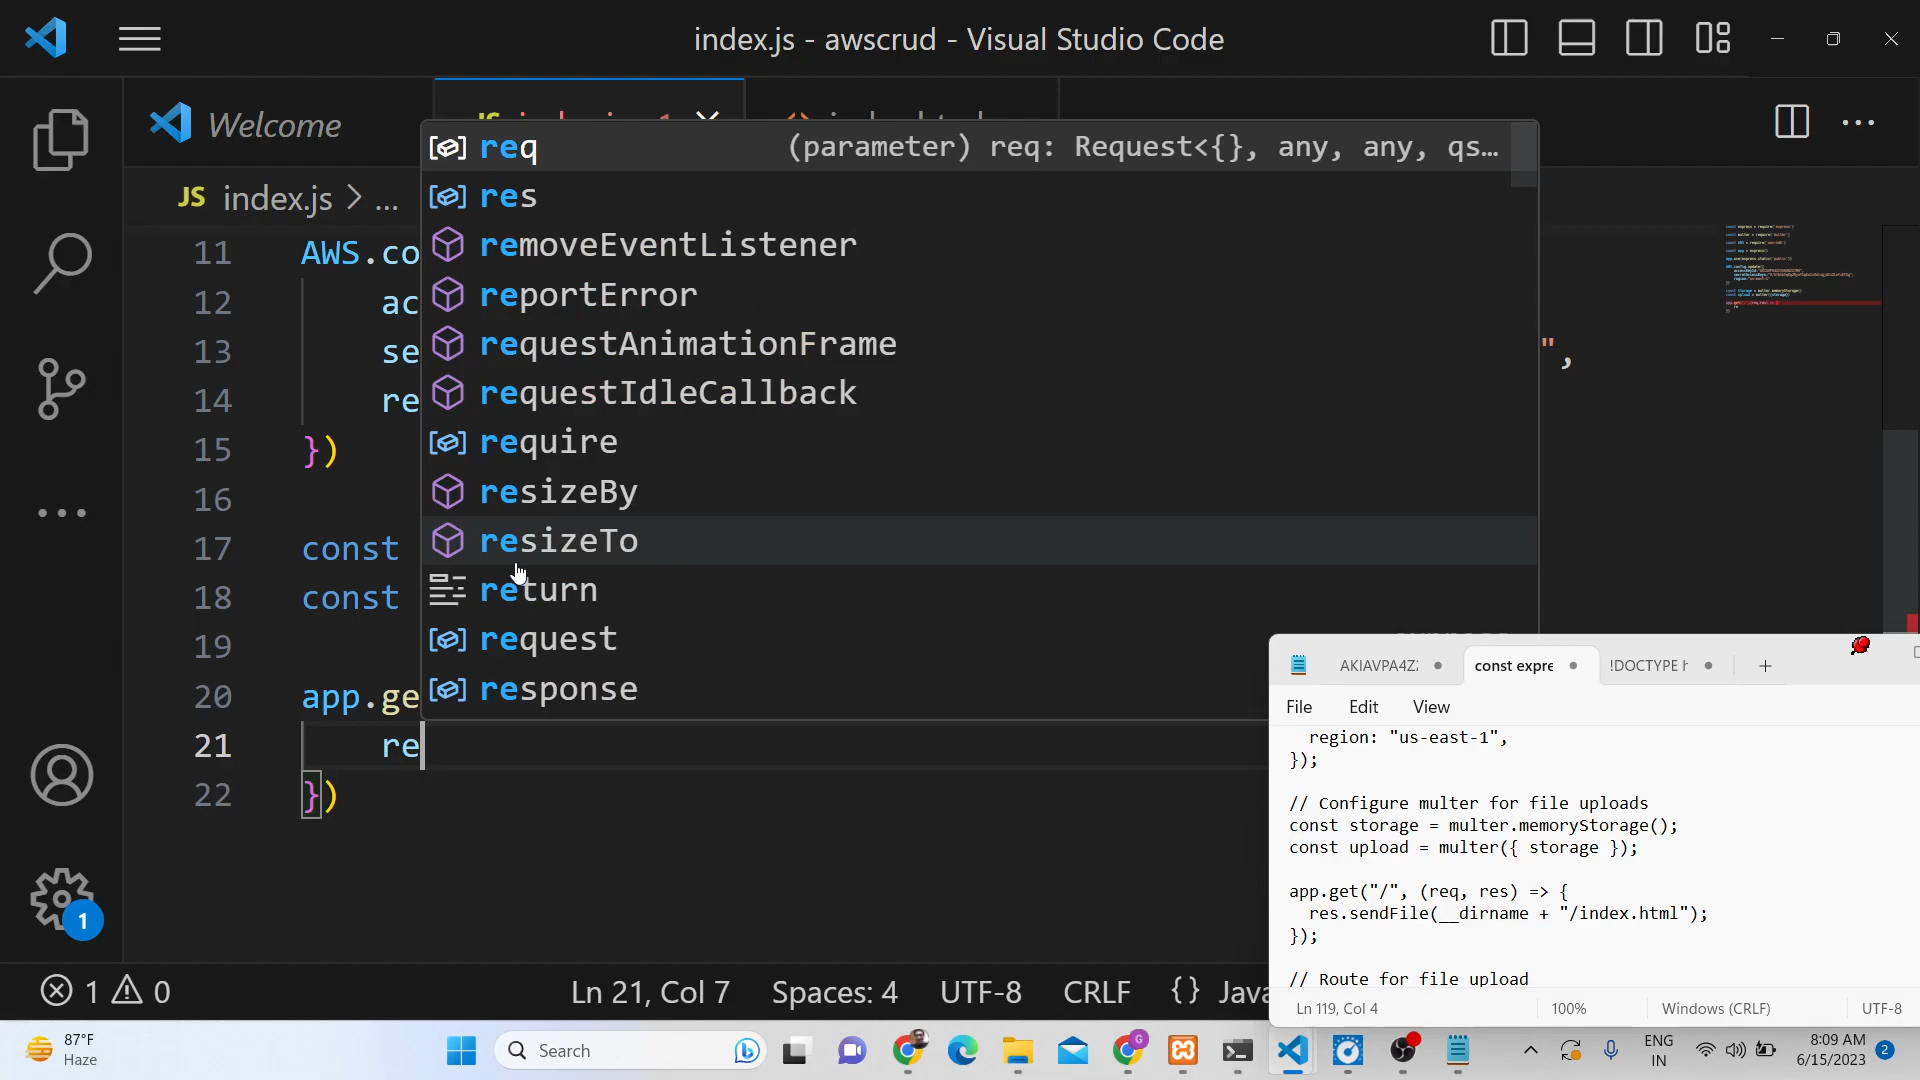 index.js - awscrud - Visual Studio Code
Welcome
JS index.js > ...
11 AWS.co
12 ac
13 se
14 re
15 })
16
17 const
18 const
19
20 app.ge
21 re
22 })
req (parameter) req: Request<{}, any, any, qs...
res
removeEventListener
reportError
requestAnimationFrame
requestIdleCallback
require
resizeBy
resizeTo
return
request
response
",
AKIAVPA4Z
const expre
!DOCTYPE h
File Edit View
region: "us-east-1",
});
// Configure multer for file uploads
const storage = multer.memoryStorage();
const upload = multer({ storage });
app.get("/", (req, res) => {
res.sendFile(__dirname + "/index.html");
});
// Route for file upload
Ln 119, Col 4 100% Windows (CRLF) UTF-8
1
1 0 Ln 21, Col 7 Spaces: 4 UTF-8 CRLF {} Java
87°F
Haze
Search
G
ENG
IN
8:09 AM
6/15/2023
2